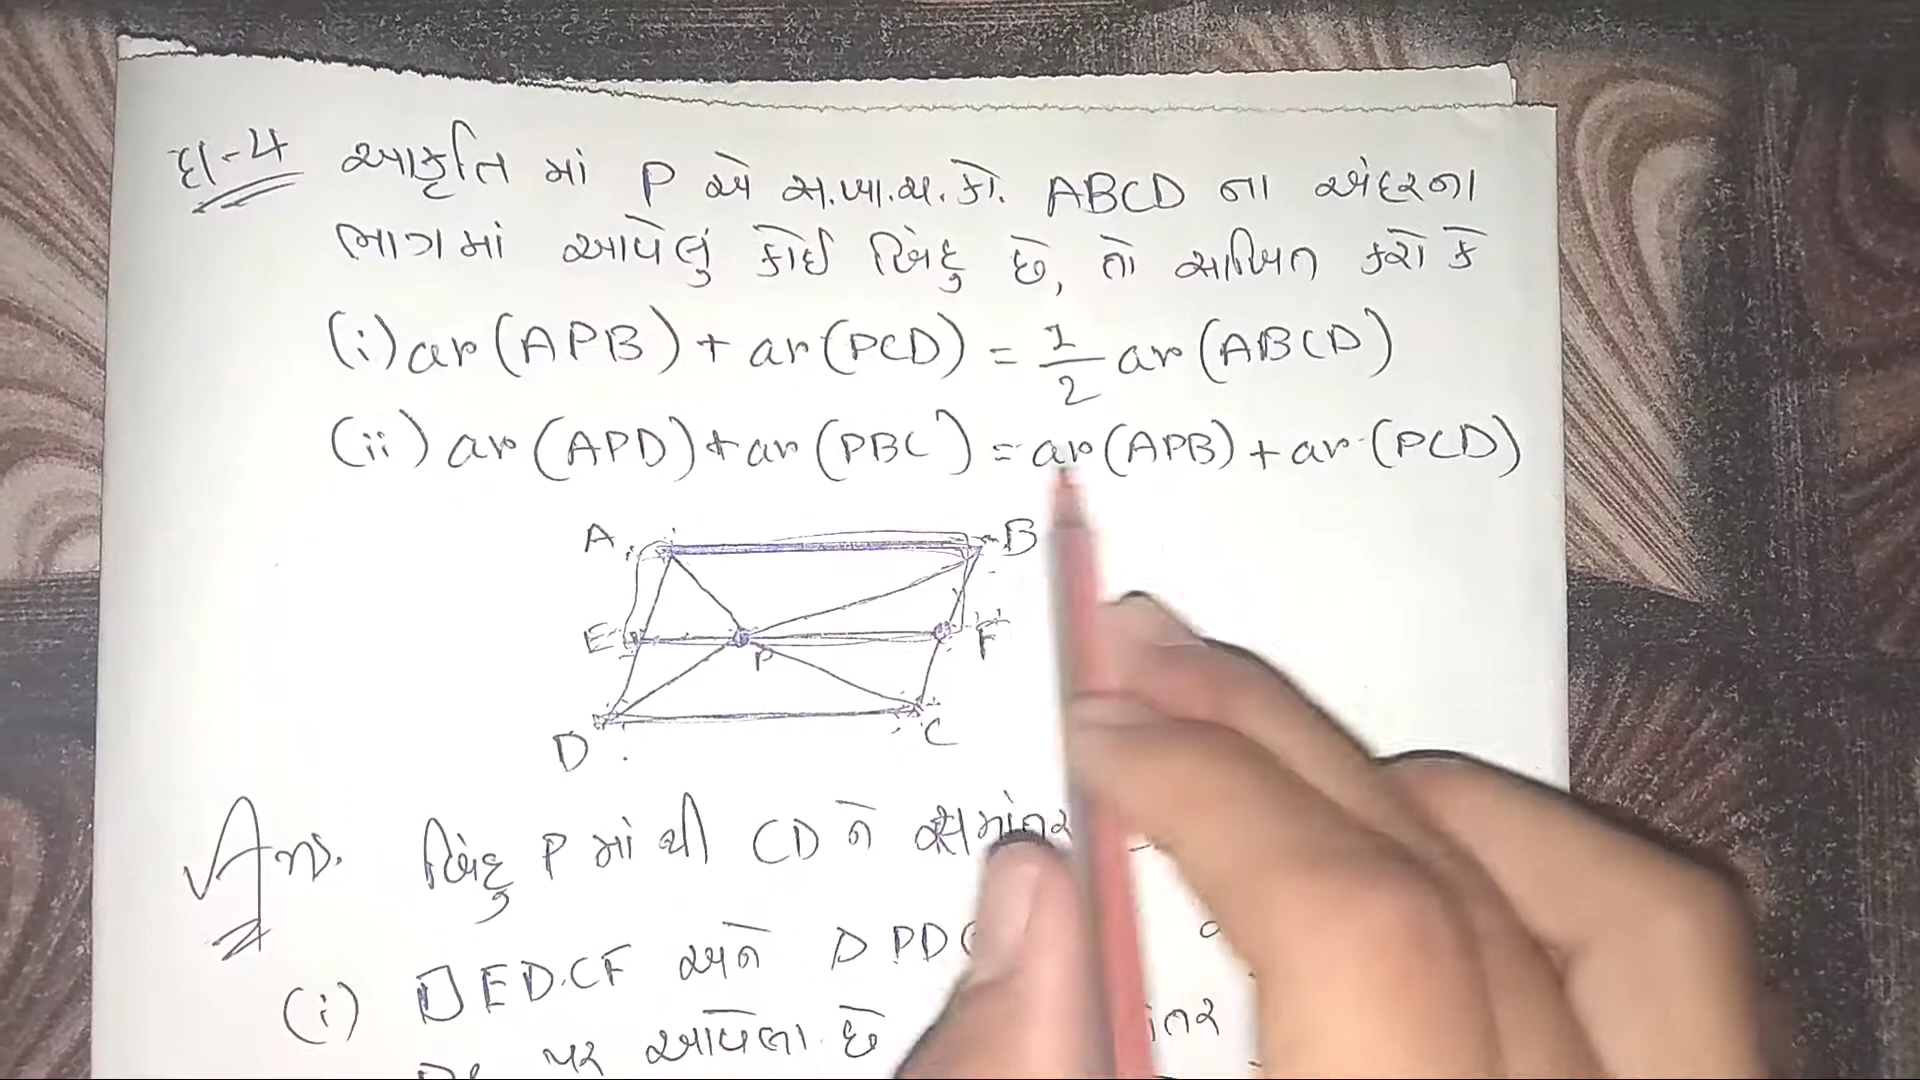 દા-4 આકૃતિ માં P એ સ.બા.ચ.કો. ABCD ના અંદરના
ભાગમાં આપેલું કોઈ બિંદુ છે, તો સાબિત કરો કે
(i) ar(APB) + ar(PCD) = 1/2 ar(ABCD)
(ii) ar(APD) + ar(PBC) = ar(APB) + ar(PCD)
A B
E P F
D C
Ans. બિંદુ P માંથી CD ને સમાંતર
(i) □EDCF અને Δ PDC
પર આવેલા છે